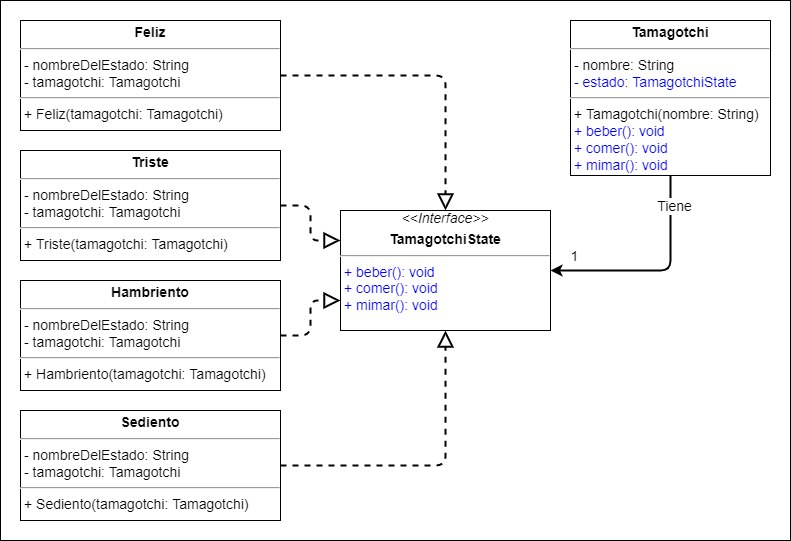 Feliz
- nombreDelEstado: String
- tamagotchi: Tamagotchi
+ Feliz(tamagotchi: Tamagotchi)
Triste
- nombreDelEstado: String
- tamagotchi: Tamagotchi
+ Triste(tamagotchi: Tamagotchi)
Hambriento
- nombreDelEstado: String
- tamagotchi: Tamagotchi
+ Hambriento(tamagotchi: Tamagotchi)
Sediento
- nombreDelEstado: String
- tamagotchi: Tamagotchi
+ Sediento(tamagotchi: Tamagotchi)
<<Interface>>
TamagotchiState
+ beber(): void
+ comer(): void
+ mimar(): void
Tamagotchi
- nombre: String
- estado: TamagotchiState
+ Tamagotchi(nombre: String)
+ beber(): void
+ comer(): void
+ mimar(): void
Tiene
1